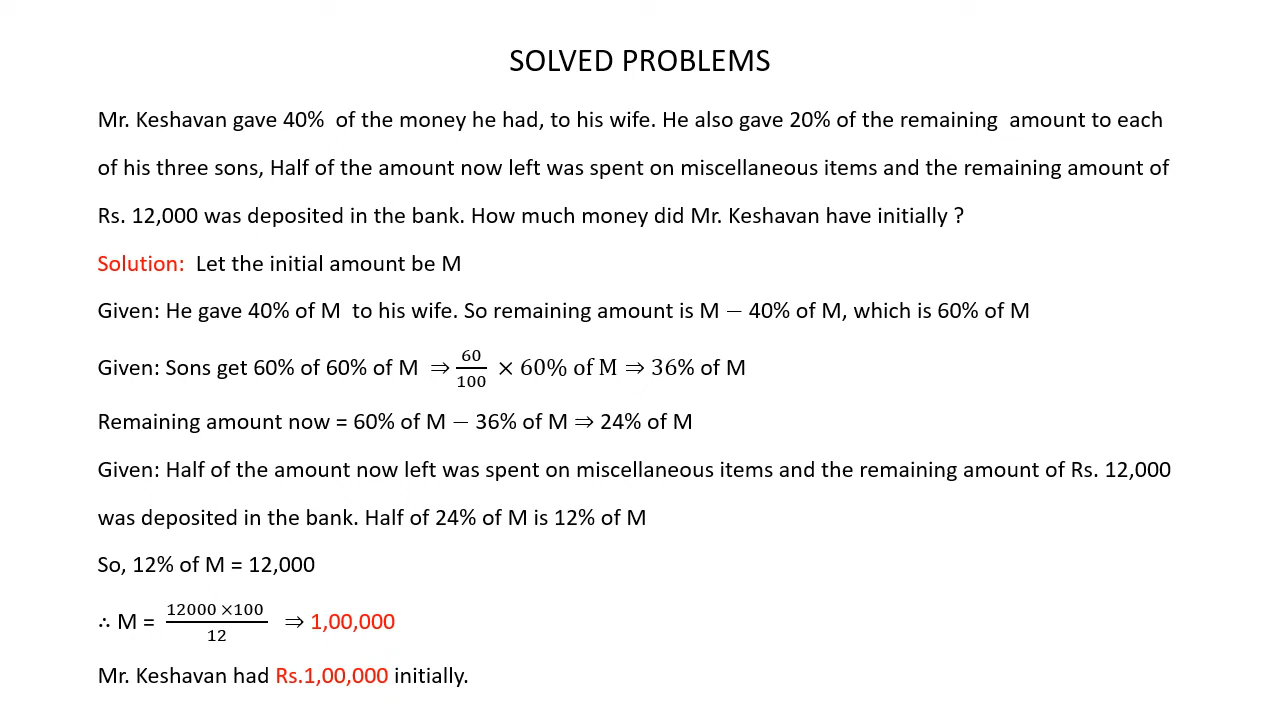 SOLVED PROBLEMS
Mr. Keshavan gave 40%  of the money he had, to his wife. He also gave 20% of the remaining  amount to each
of his three sons, Half of the amount now left was spent on miscellaneous items and the remaining amount of
Rs. 12,000 was deposited in the bank. How much money did Mr. Keshavan have initially ?
Solution:  Let the initial amount be M
Given: He gave 40% of M  to his wife. So remaining amount is M − 40% of M, which is 60% of M
Given: Sons get 60% of 60% of M  ⇒ 60/100 × 60% of M ⇒ 36% of M
Remaining amount now = 60% of M − 36% of M ⇒ 24% of M
Given: Half of the amount now left was spent on miscellaneous items and the remaining amount of Rs. 12,000
was deposited in the bank. Half of 24% of M is 12% of M
So, 12% of M = 12,000
∴ M = 12000 ×100/12 ⇒ 1,00,000
Mr. Keshavan had Rs.1,00,000 initially.